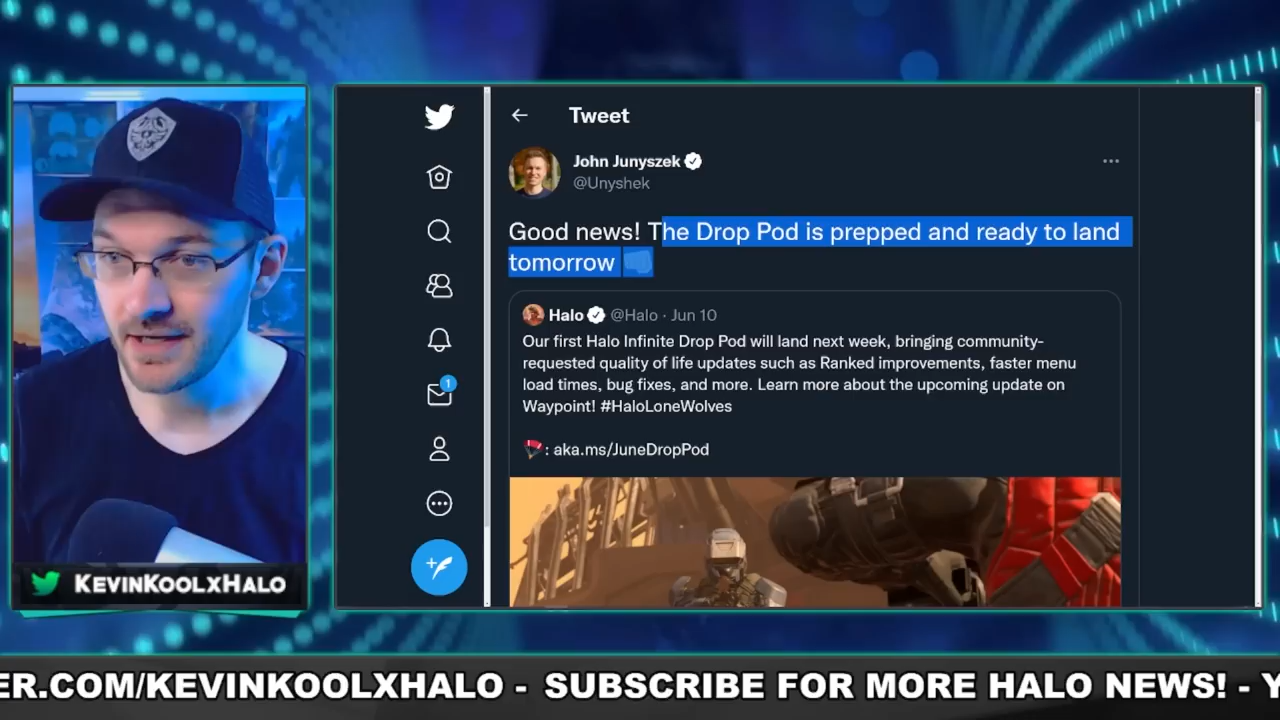 Tweet
John Junyszek
@Unyshek
Good news! The Drop Pod is prepped and ready to land
tomorrow
Halo @Halo · Jun 10
Our first Halo Infinite Drop Pod will land next week, bringing community-
requested quality of life updates such as Ranked improvements, faster menu
load times, bug fixes, and more. Learn more about the upcoming update on
Waypoint! #HaloLoneWolves
: aka.ms/JuneDropPod
1
KEVINKOOLXHALO
ER.COM/KEVINKOOLXHALO - SUBSCRIBE FOR MORE HALO NEWS! - Y